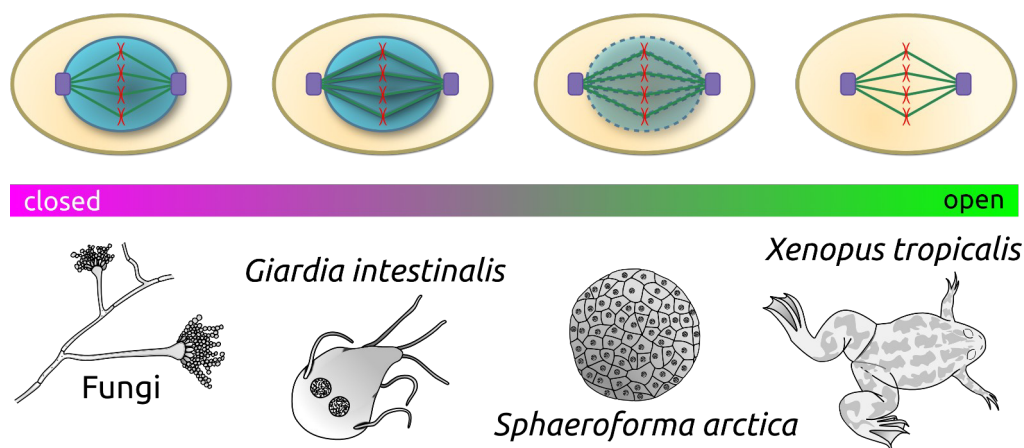 closed
open
Xenopus tropicalis
Giardia intestinalis
Fungi
Sphaeroforma arctica